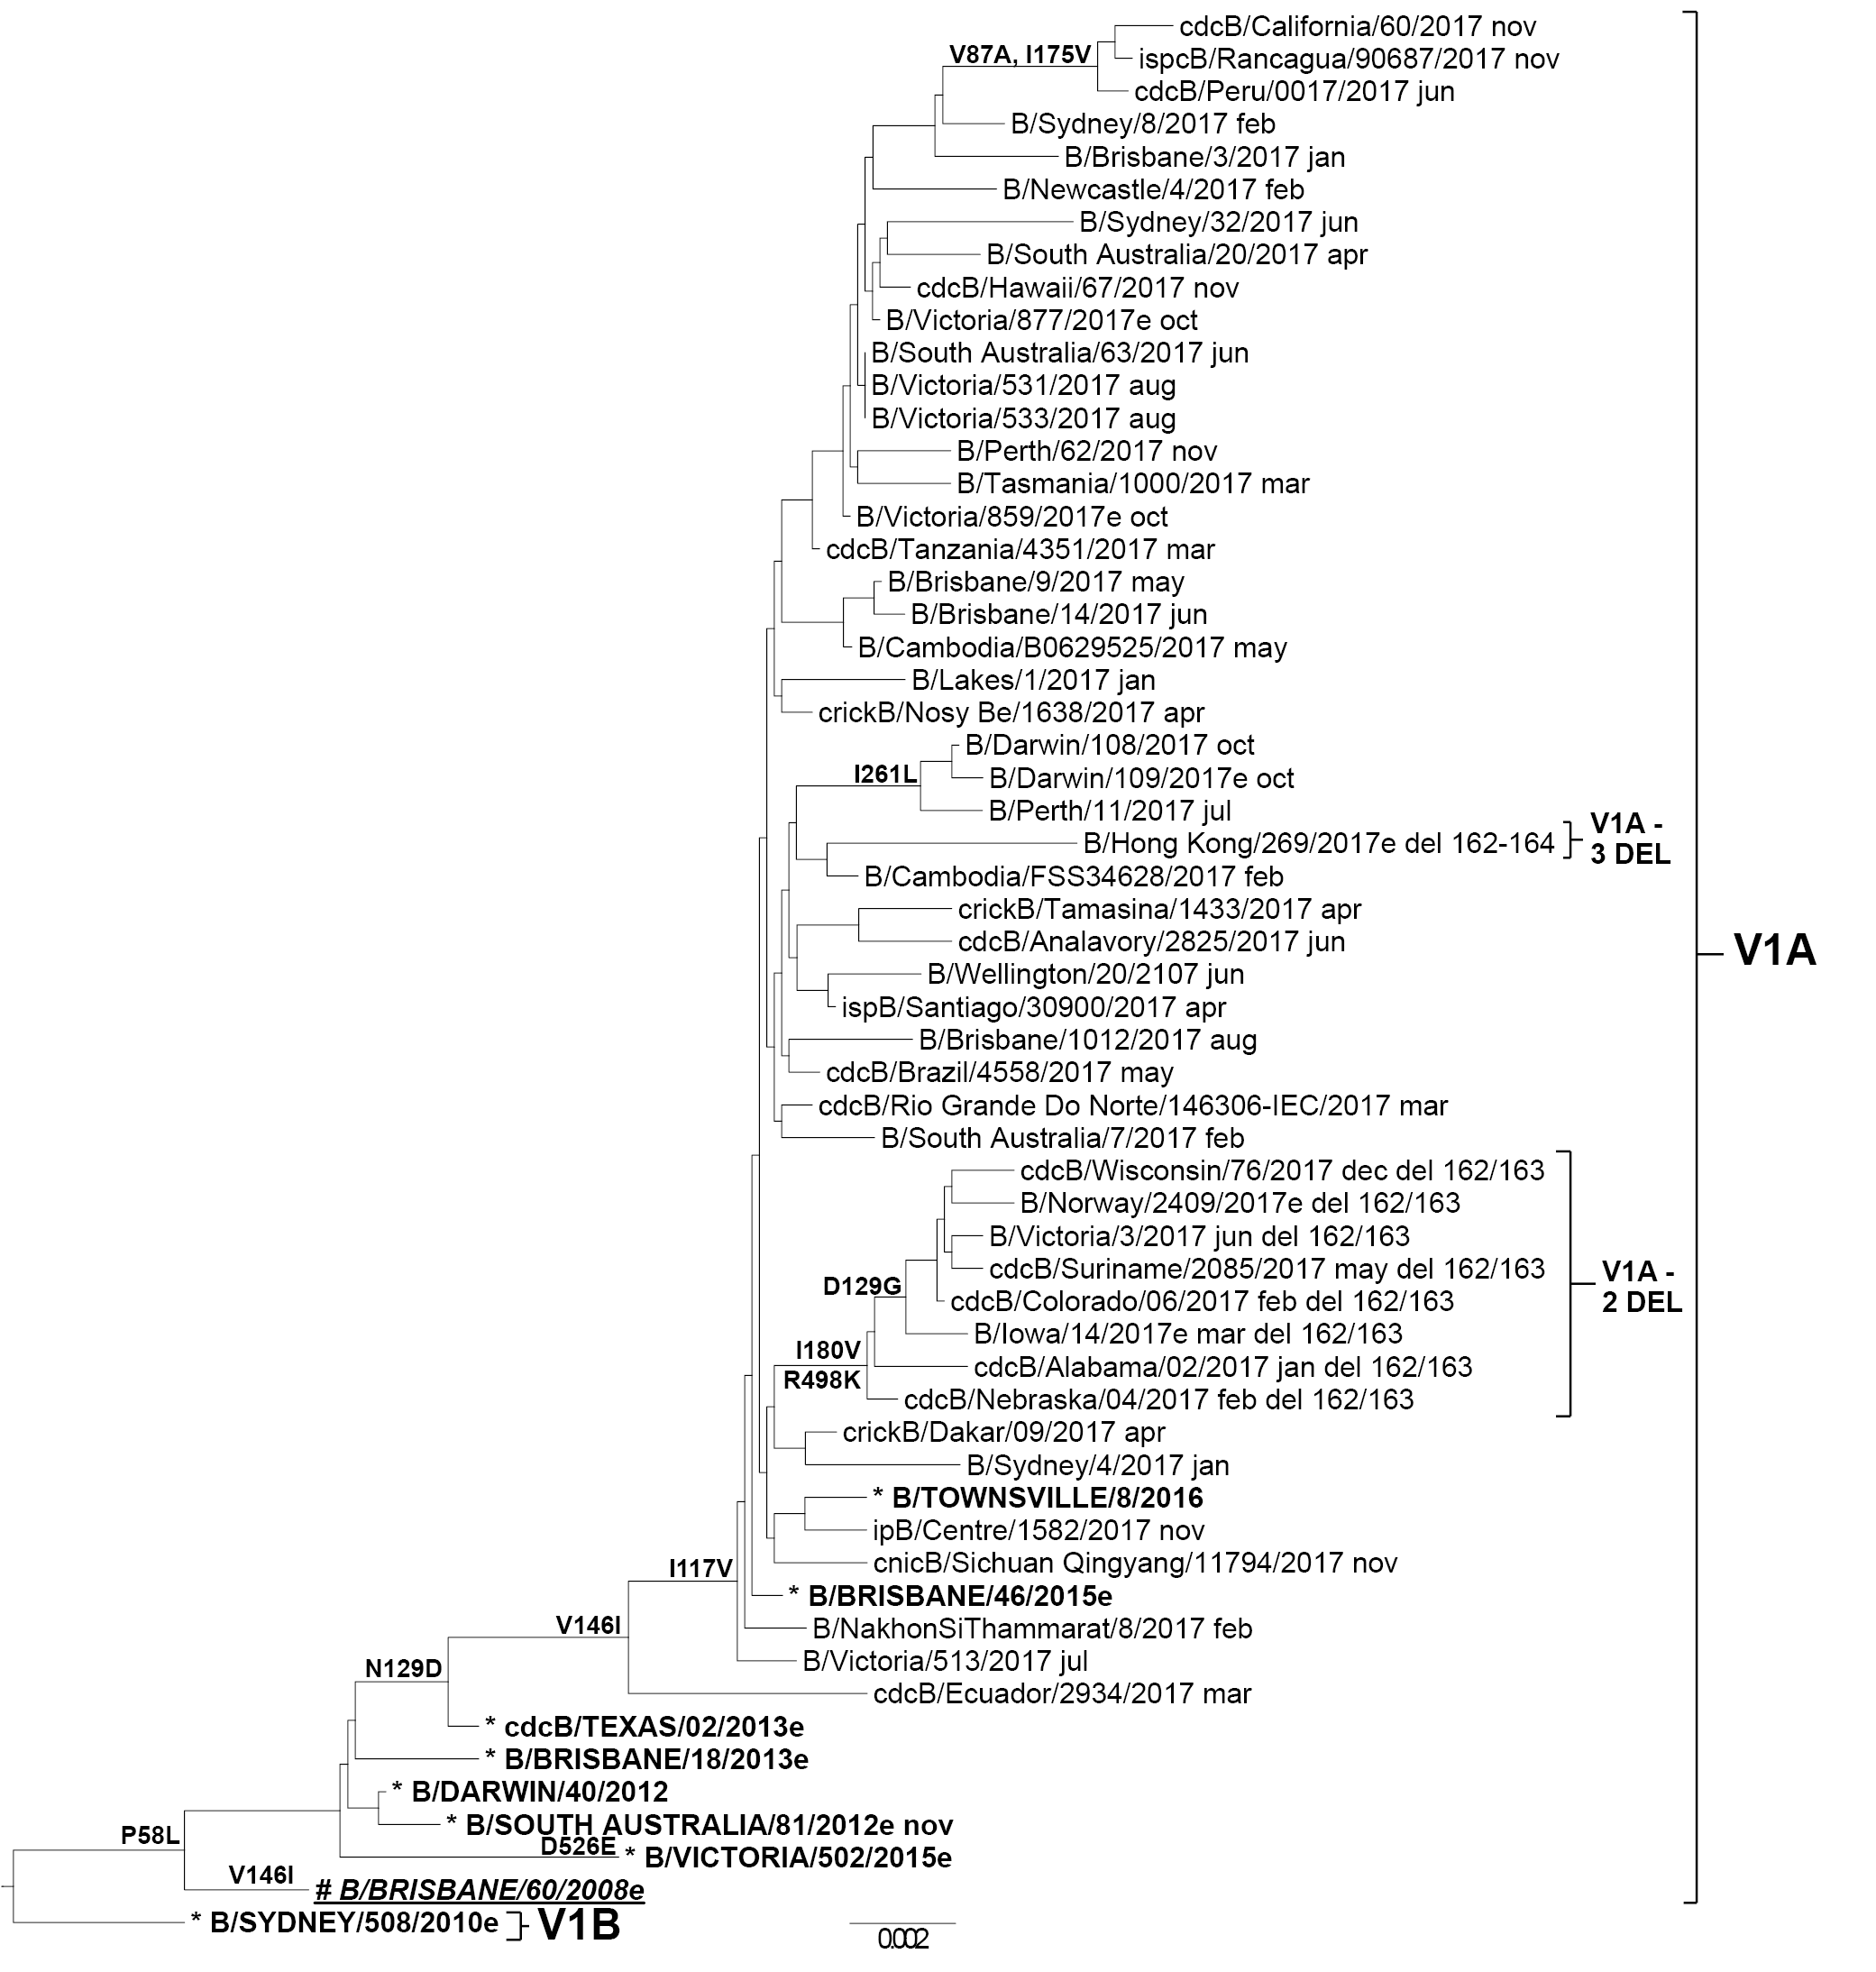 cdcB/California/60/2017 nov
V87A, I175V
ispcB/Rancagua/90687/2017 nov
cdcB/Peru/0017/2017 jun
B/Sydney/8/2017 feb
B/Brisbane/3/2017 jan
B/Newcastle/4/2017 feb
B/Sydney/32/2017 jun
B/South Australia/20/2017 apr
cdcB/Hawaii/67/2017 nov
B/Victoria/877/2017e oct
B/South Australia/63/2017 jun
B/Victoria/531/2017 aug
B/Victoria/533/2017 aug
B/Perth/62/2017 nov
B/Tasmania/1000/2017 mar
B/Victoria/859/2017e oct
cdcB/Tanzania/4351/2017 mar
B/Brisbane/9/2017 may
B/Brisbane/14/2017 jun
B/Cambodia/B0629525/2017 may
B/Lakes/1/2017 jan
crickB/Nosy Be/1638/2017 apr
B/Darwin/108/2017 oct
I261L
B/Darwin/109/2017e oct
B/Perth/11/2017 jul
B/Hong Kong/269/2017e del 162-164
V1A -
3 DEL
B/Cambodia/FSS34628/2017 feb
crickB/Tamasina/1433/2017 apr
cdcB/Analavory/2825/2017 jun
V1A
B/Wellington/20/2107 jun
ispB/Santiago/30900/2017 apr
B/Brisbane/1012/2017 aug
cdcB/Brazil/4558/2017 may
cdcB/Rio Grande Do Norte/146306-IEC/2017 mar
B/South Australia/7/2017 feb
cdcB/Wisconsin/76/2017 dec del 162/163
B/Norway/2409/2017e del 162/163
B/Victoria/3/2017 jun del 162/163
cdcB/Suriname/2085/2017 may del 162/163
D129G
V1A -
2 DEL
cdcB/Colorado/06/2017 feb del 162/163
B/Iowa/14/2017e mar del 162/163
I180V
cdcB/Alabama/02/2017 jan del 162/163
R498K
cdcB/Nebraska/04/2017 feb del 162/163
crickB/Dakar/09/2017 apr
B/Sydney/4/2017 jan
* B/TOWNSVILLE/8/2016
ipB/Centre/1582/2017 nov
cnicB/Sichuan Qingyang/11794/2017 nov
I117V
* B/BRISBANE/46/2015e
V146I
B/NakhonSiThammarat/8/2017 feb
B/Victoria/513/2017 jul
N129D
cdcB/Ecuador/2934/2017 mar
* cdcB/TEXAS/02/2013e
* B/BRISBANE/18/2013e
* B/DARWIN/40/2012
* B/SOUTH AUSTRALIA/81/2012e nov
P58L
D526E
* B/VICTORIA/502/2015e
V146I
# B/BRISBANE/60/2008e
* B/SYDNEY/508/2010e
V1B
0.002